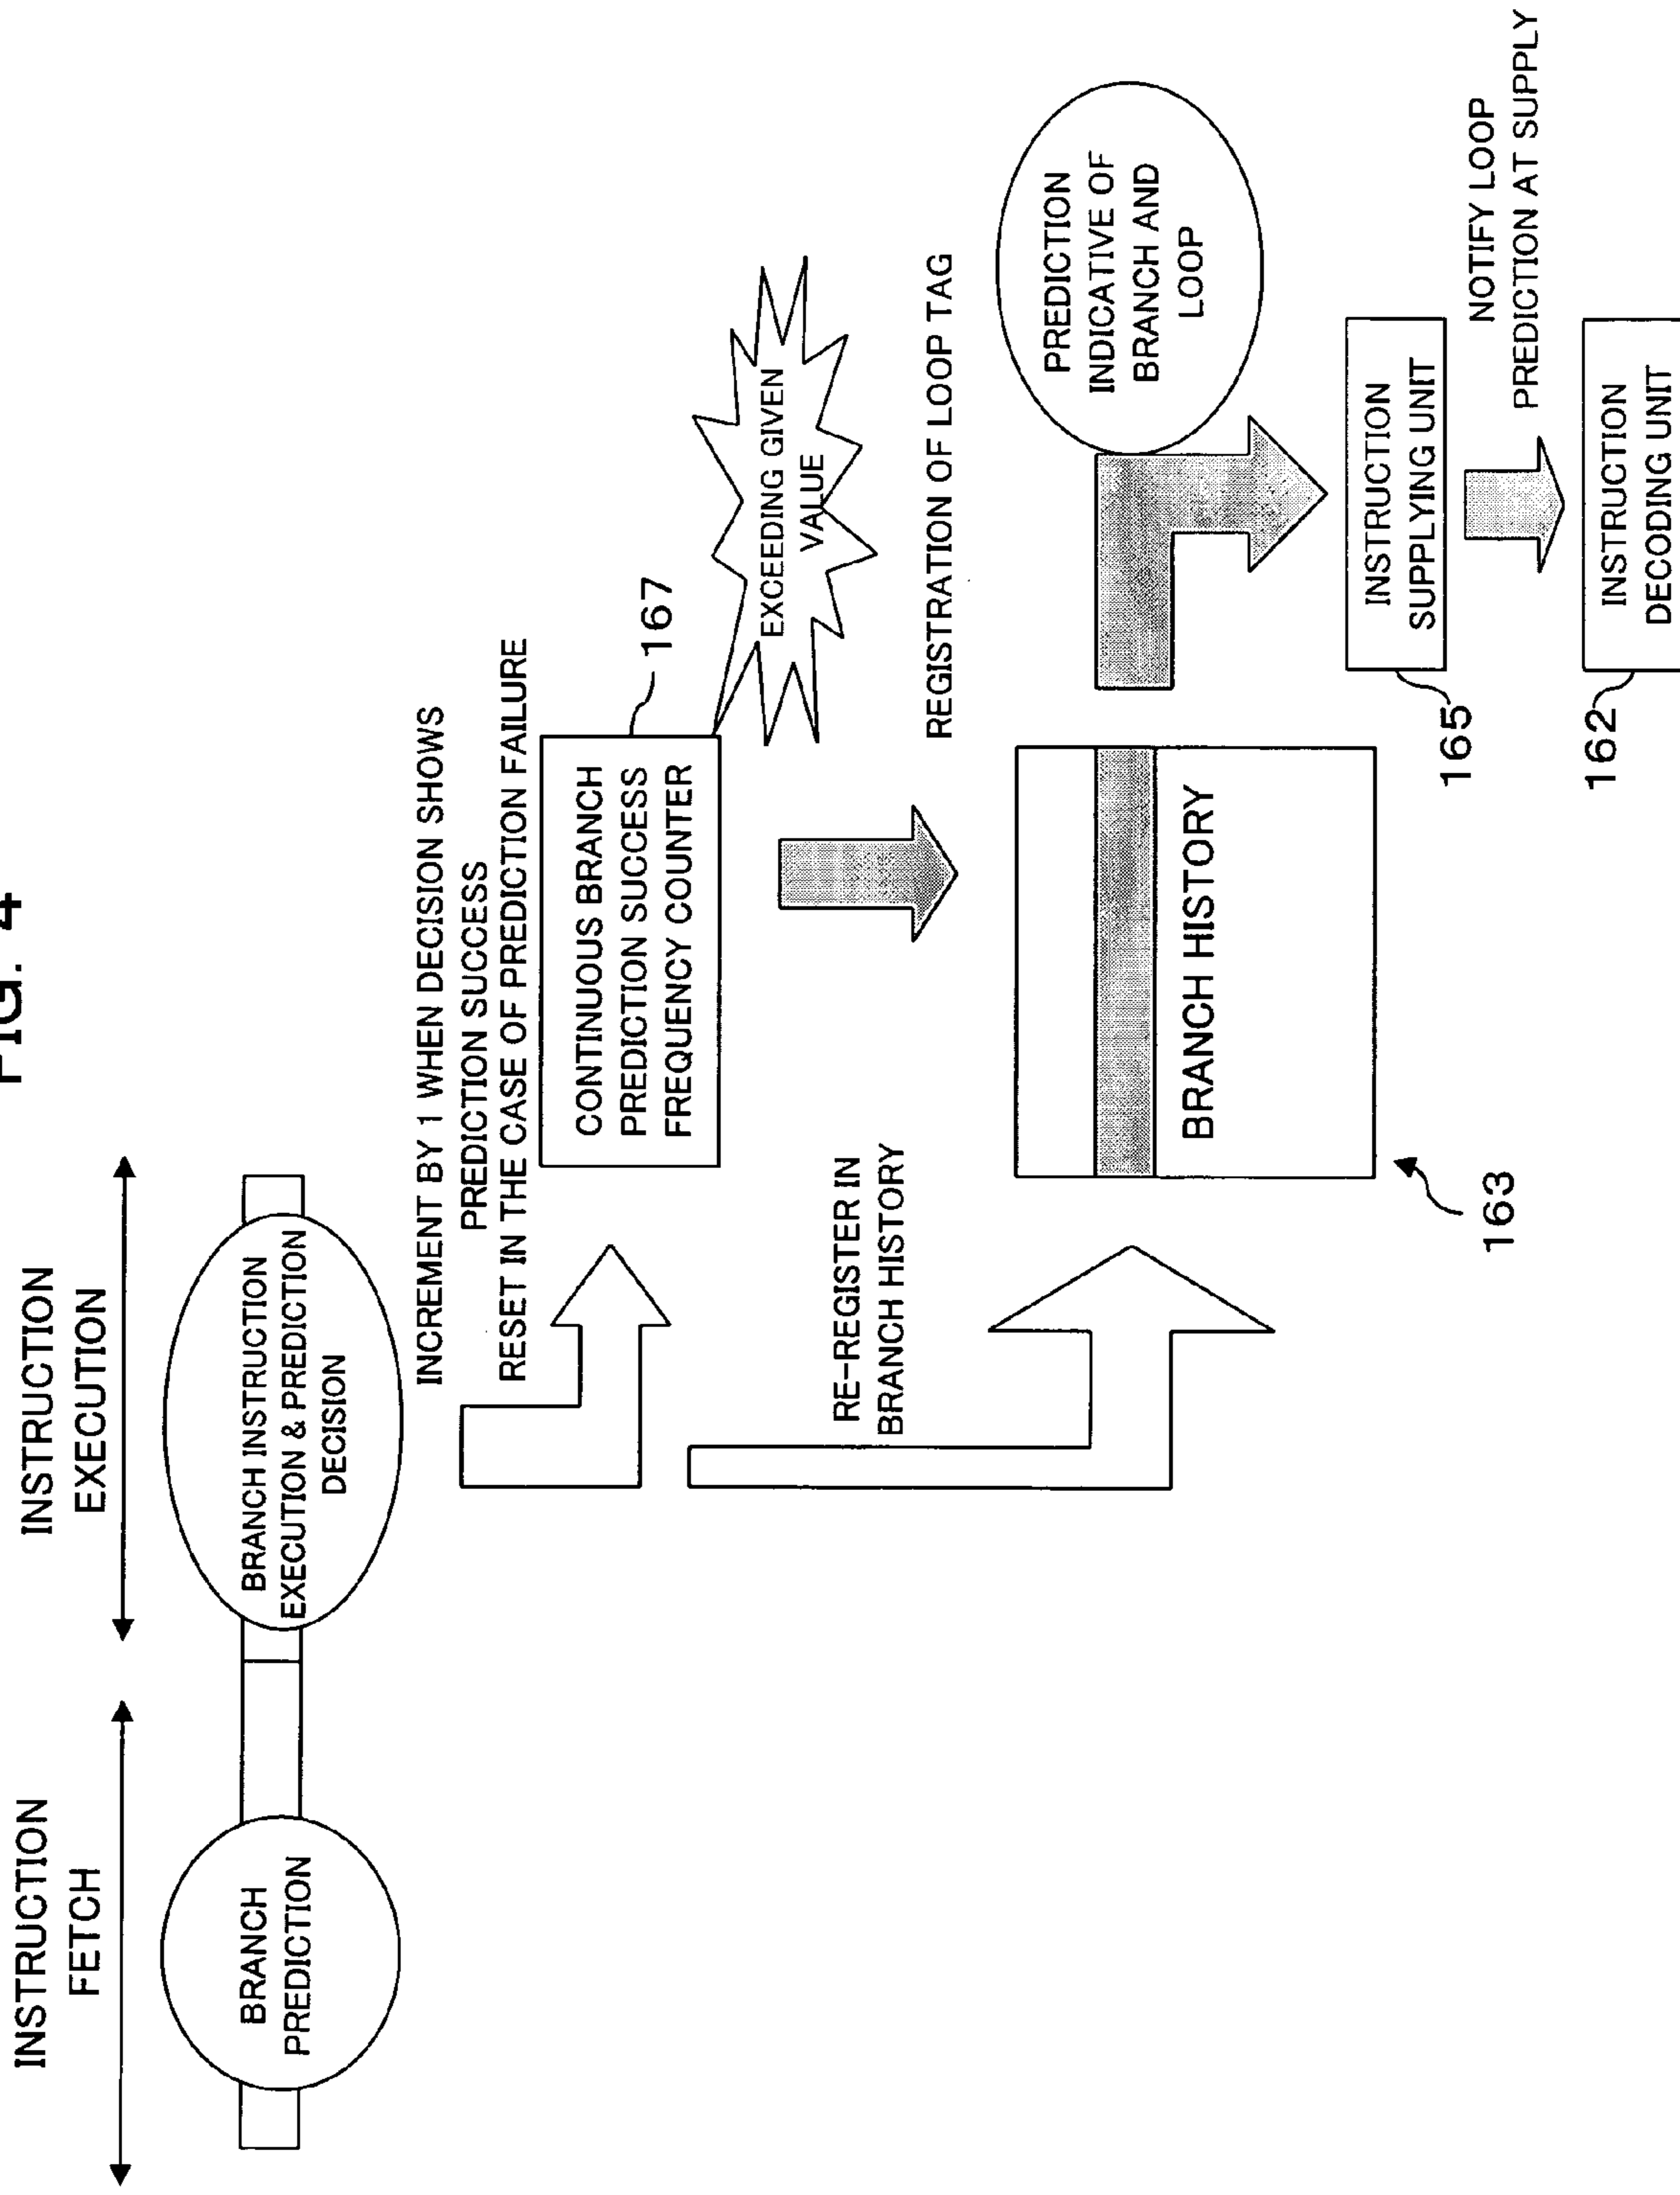 FIG. 4
INSTRUCTION
FETCH
INSTRUCTION
EXECUTION
BRANCH
PREDICTION
BRANCH INSTRUCTION
EXECUTION & PREDICTION
DECISION
INCREMENT BY 1 WHEN DECISION SHOWS
PREDICTION SUCCESS
RESET IN THE CASE OF PREDICTION FAILURE
CONTINUOUS BRANCH
PREDICTION SUCCESS
FREQUENCY COUNTER
167
EXCEEDING GIVEN
VALUE
RE-REGISTER IN
BRANCH HISTORY
REGISTRATION OF LOOP TAG
BRANCH HISTORY
163
PREDICTION
INDICATIVE OF
BRANCH AND
LOOP
INSTRUCTION
SUPPLYING UNIT
165
NOTIFY LOOP
PREDICTION AT SUPPLY
INSTRUCTION
DECODING UNIT
162